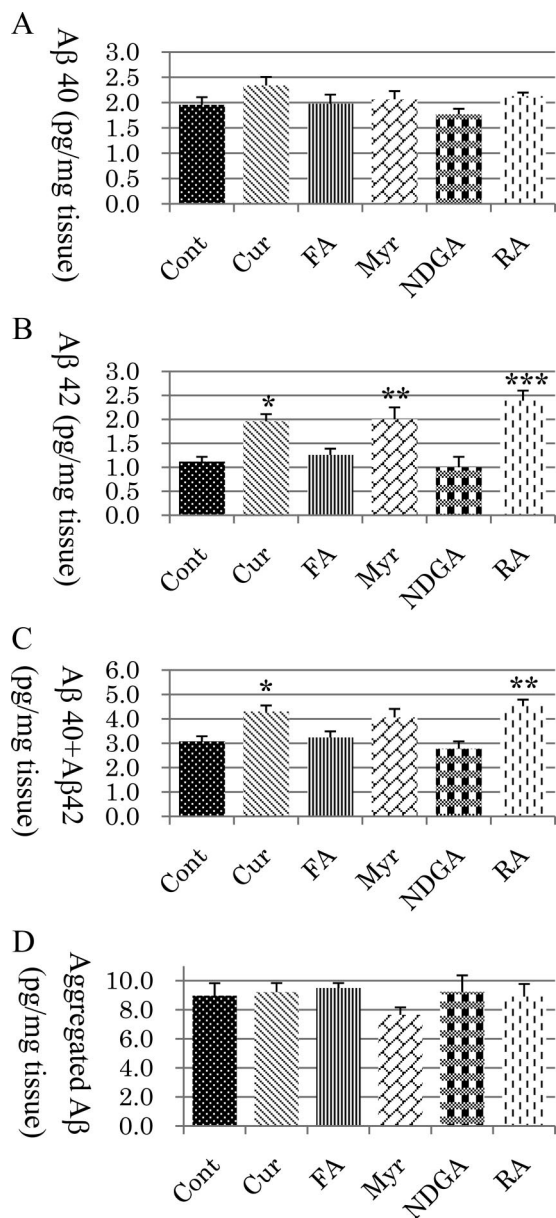 A
Aβ 40 (pg/mg tissue)
3.0
2.5
2.0
1.5
1.0
0.5
0.0
Cont Cur FA Myr NDGA RA
B
Aβ 42 (pg/mg tissue)
3.0
2.5
2.0
1.5
1.0
0.5
0.0
* ** ***
Cont Cur FA Myr NDGA RA
C
Aβ 40+Aβ42
(pg/mg tissue)
6.0
5.0
4.0
3.0
2.0
1.0
0.0
* **
Cont Cur FA Myr NDGA RA
D
Aggregated Aβ
(pg/mg tissue)
10.0
8.0
6.0
4.0
2.0
0.0
Cont Cur FA Myr NDGA RA